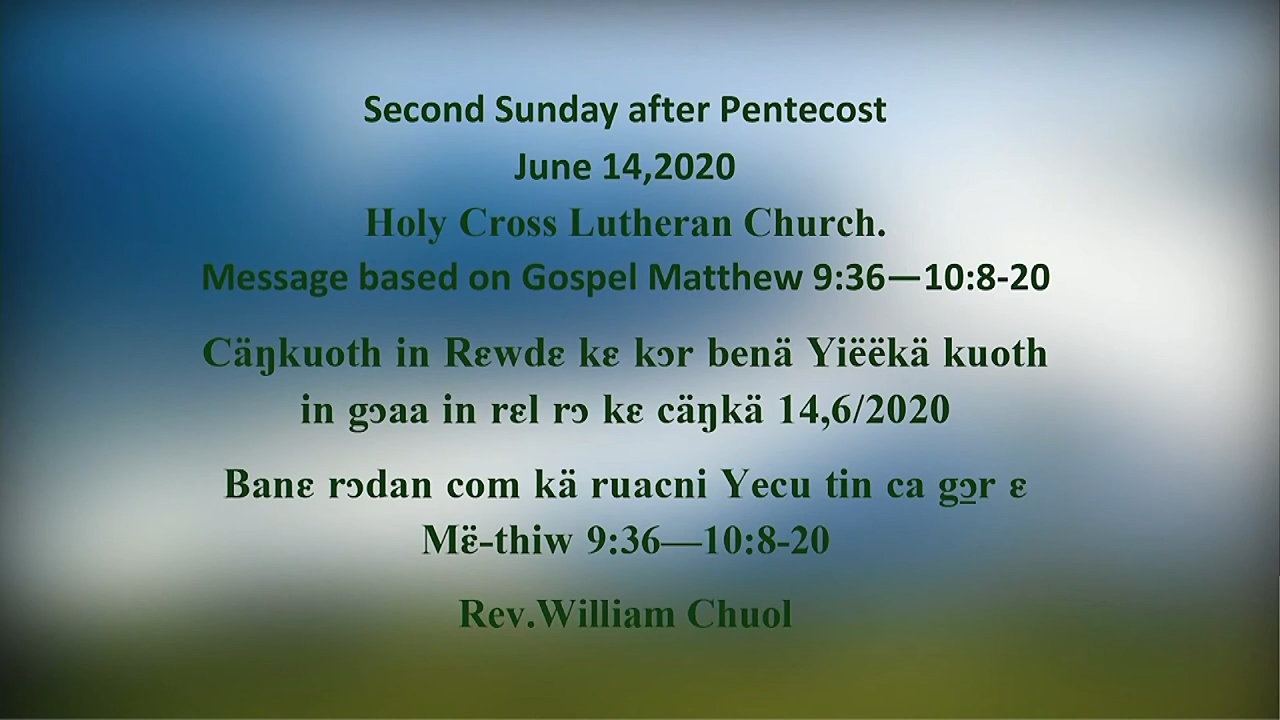 Second Sunday after Pentecost
June 14,2020
Holy Cross Lutheran Church.
Message based on Gospel Matthew 9:36—10:8-20
Cäŋkuoth in Rɛwdɛ kɛ kɔr benä Yiëëkä kuoth
in gɔaa in rɛl rɔ kɛ cäŋkä 14,6/2020
Banɛ rɔdan com kä ruacni Yecu tin ca gɔ̱r ɛ
Mɛ̈-thiw 9:36—10:8-20
Rev.William Chuol